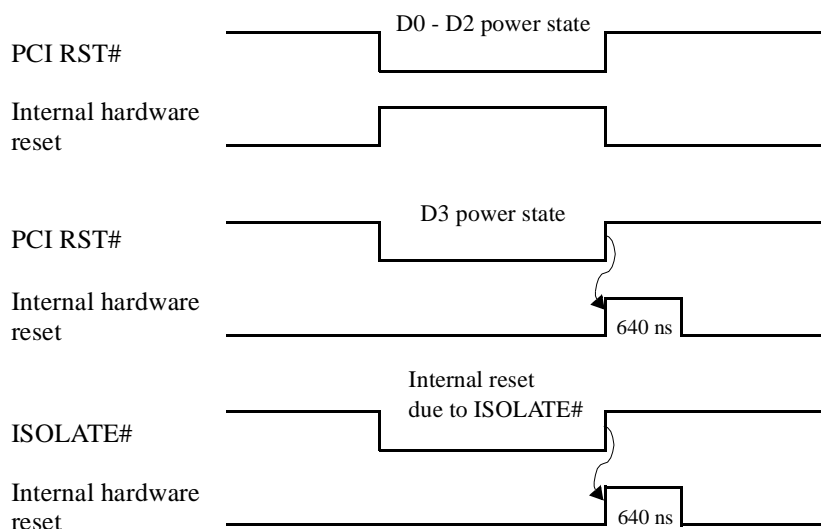 D0 - D2 power state
PCI RST#
Internal hardware
reset
D3 power state
PCI RST#
Internal hardware
reset
640 ns
Internal reset
due to ISOLATE#
ISOLATE#
Internal hardware
reset
640 ns